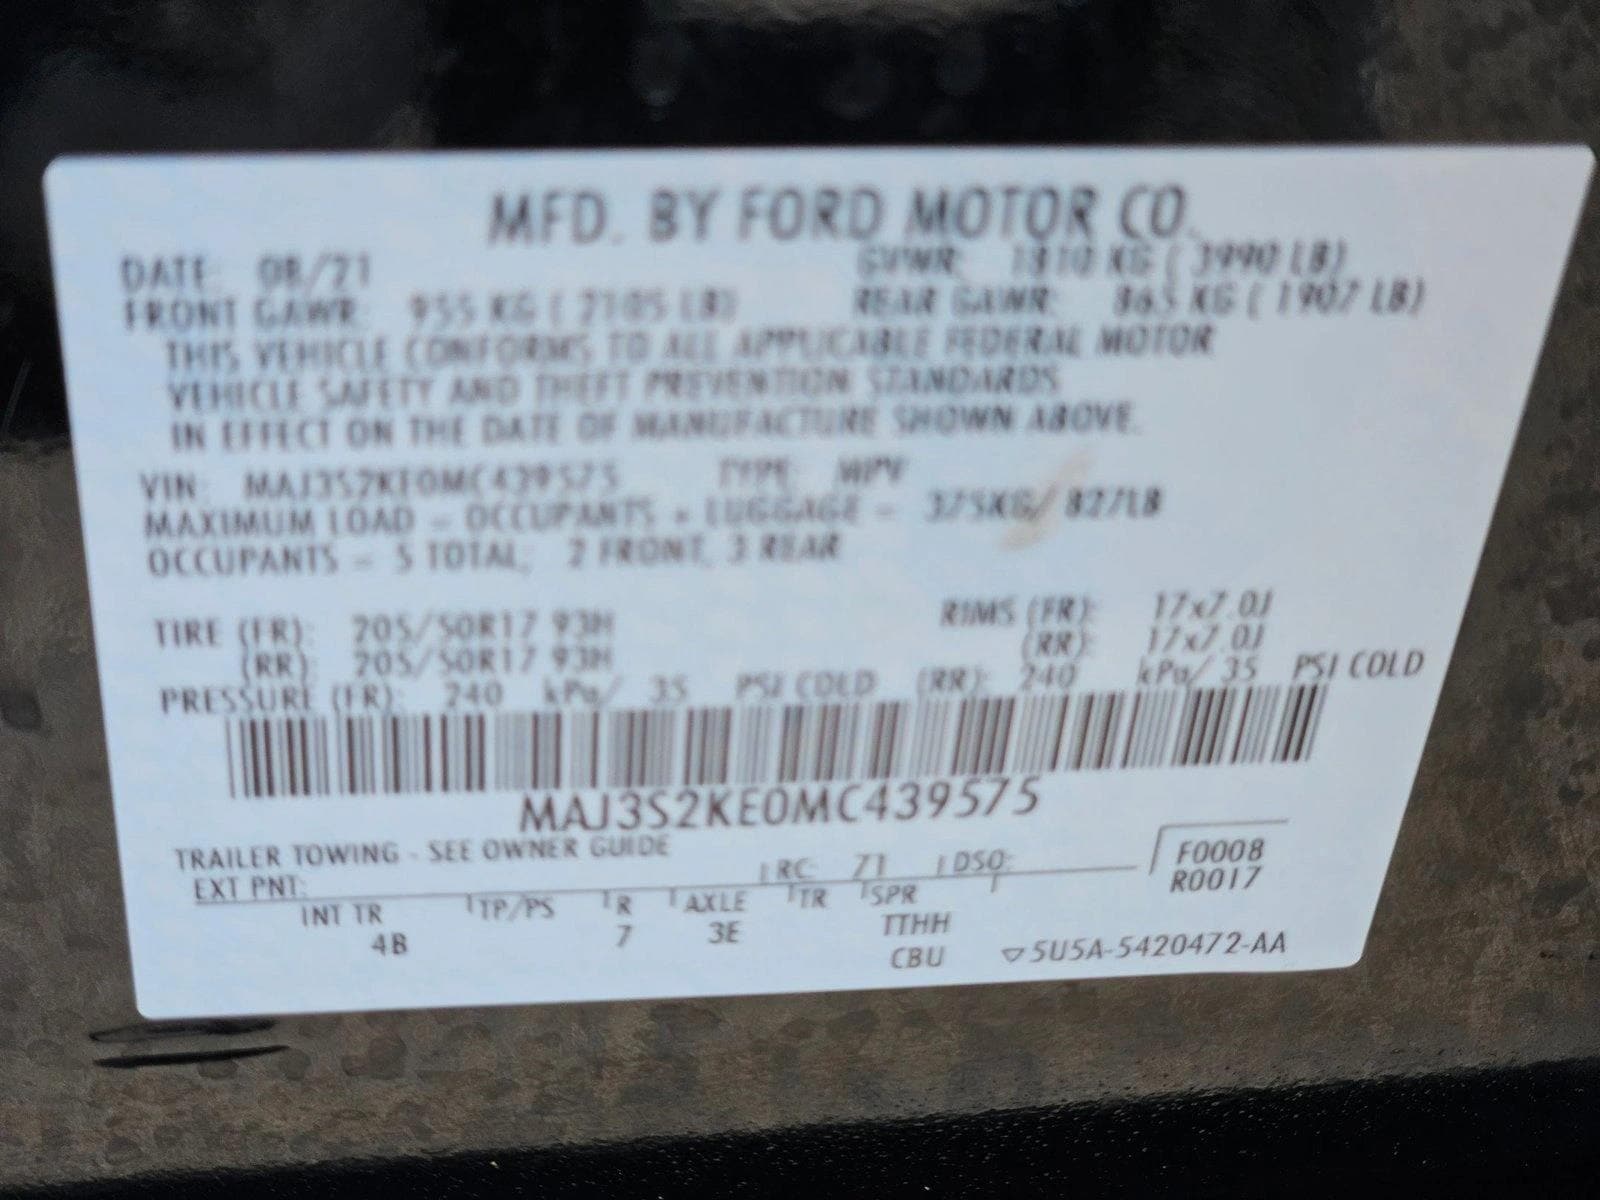 MFD. BY FORD MOTOR CO.
DATE: 08/21 GVWR: 1810 KG ( 3990 LB)
FRONT GAWR: 955 KG ( 2105 LB) REAR GAWR: 865 KG ( 1907 LB)
THIS VEHICLE CONFORMS TO ALL APPLICABLE FEDERAL MOTOR
VEHICLE SAFETY AND THEFT PREVENTION STANDARDS
IN EFFECT ON THE DATE OF MANUFACTURE SHOWN ABOVE.
VIN: MAJ3S2KE0MC439575 TYPE: MPV
MAXIMUM LOAD - OCCUPANTS + LUGGAGE - 375KG/ 827LB
OCCUPANTS - 5 TOTAL; 2 FRONT, 3 REAR
TIRE (FR): 205/50R17 93H RIMS (FR): 17x7.0J
(RR): 205/50R17 93H (RR): 17x7.0J
PRESSURE (FR): 240 kPa/ 35 PSI COLD (RR): 240 kPa/ 35 PSI COLD
MAJ3S2KE0MC439575
TRAILER TOWING - SEE OWNER GUIDE
EXT PNT: RC: 71 DSO: F0008
R0017
INT TR TP/PS R AXLE TR SPR
4B 7 3E TTHH
CBU ▽5U5A-5420472-AA